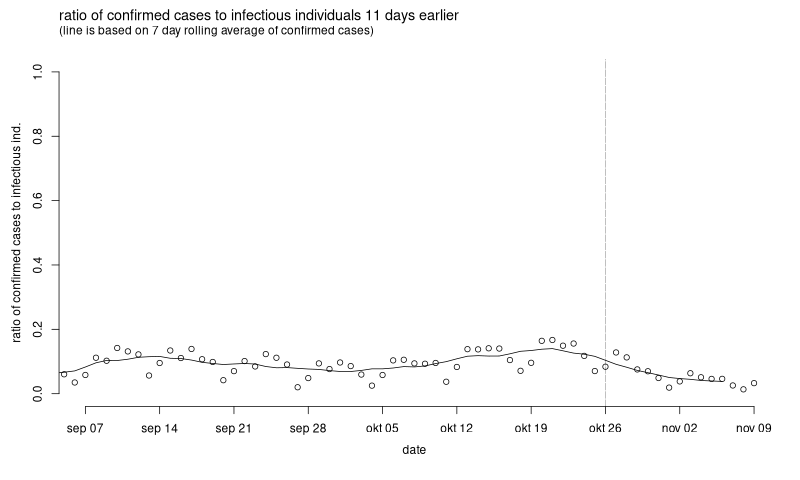 ratio of confirmed cases to infectious individuals 11 days earlier
(line is based on 7 day rolling average of confirmed cases)
ratio of confirmed cases to infectious ind.
1.0
0.8
0.6
0.4
0.2
0.0
sep 07 sep 14 sep 21 sep 28 okt 05 okt 12 okt 19 okt 26 nov 02 nov 09
date